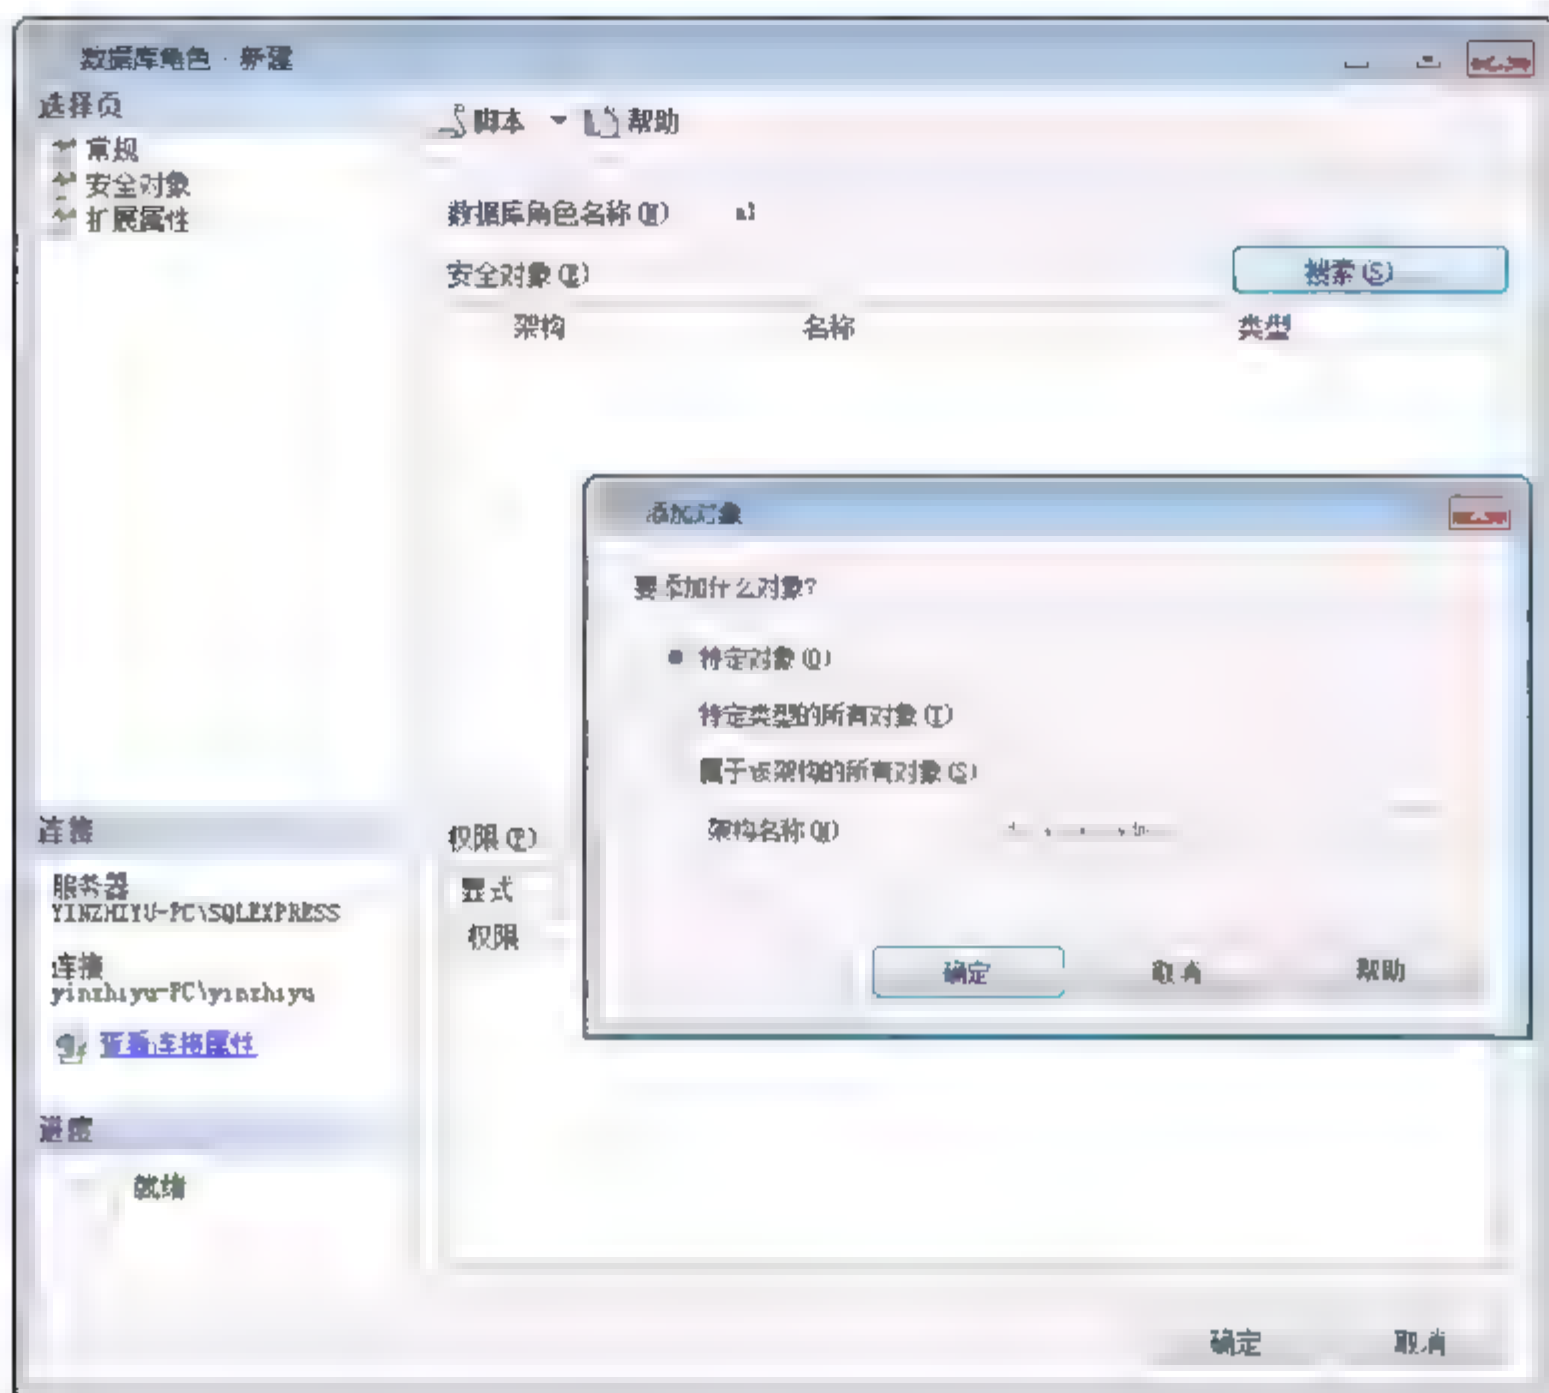 数据库角色 - 新建
选择页
常规
安全对象
扩展属性
脚本 帮助
数据库角色名称(N)
安全对象(E)
搜索(S)
架构 名称 类型
添加对象
要添加什么对象?
特定对象(O)
特定类型的所有对象(T)
属于该架构的所有对象(S)
架构名称(N)
确定 取消 帮助
连接
服务器
YINZHIYU-PC\SQLEXPRESS
连接
yinzhiyu-PC\yinzhiyu
查看连接属性
进度
就绪
权限(P)
显式
权限
确定 取消